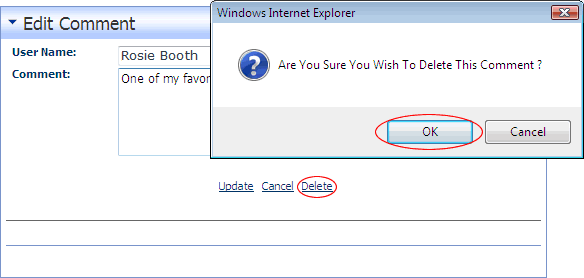 Edit Comment
Windows Internet Explorer
User Name:
Rosie Booth
Comment:
One of my favor
Are You Sure You Wish To Delete This Comment ?
OK
Cancel
Update Cancel Delete